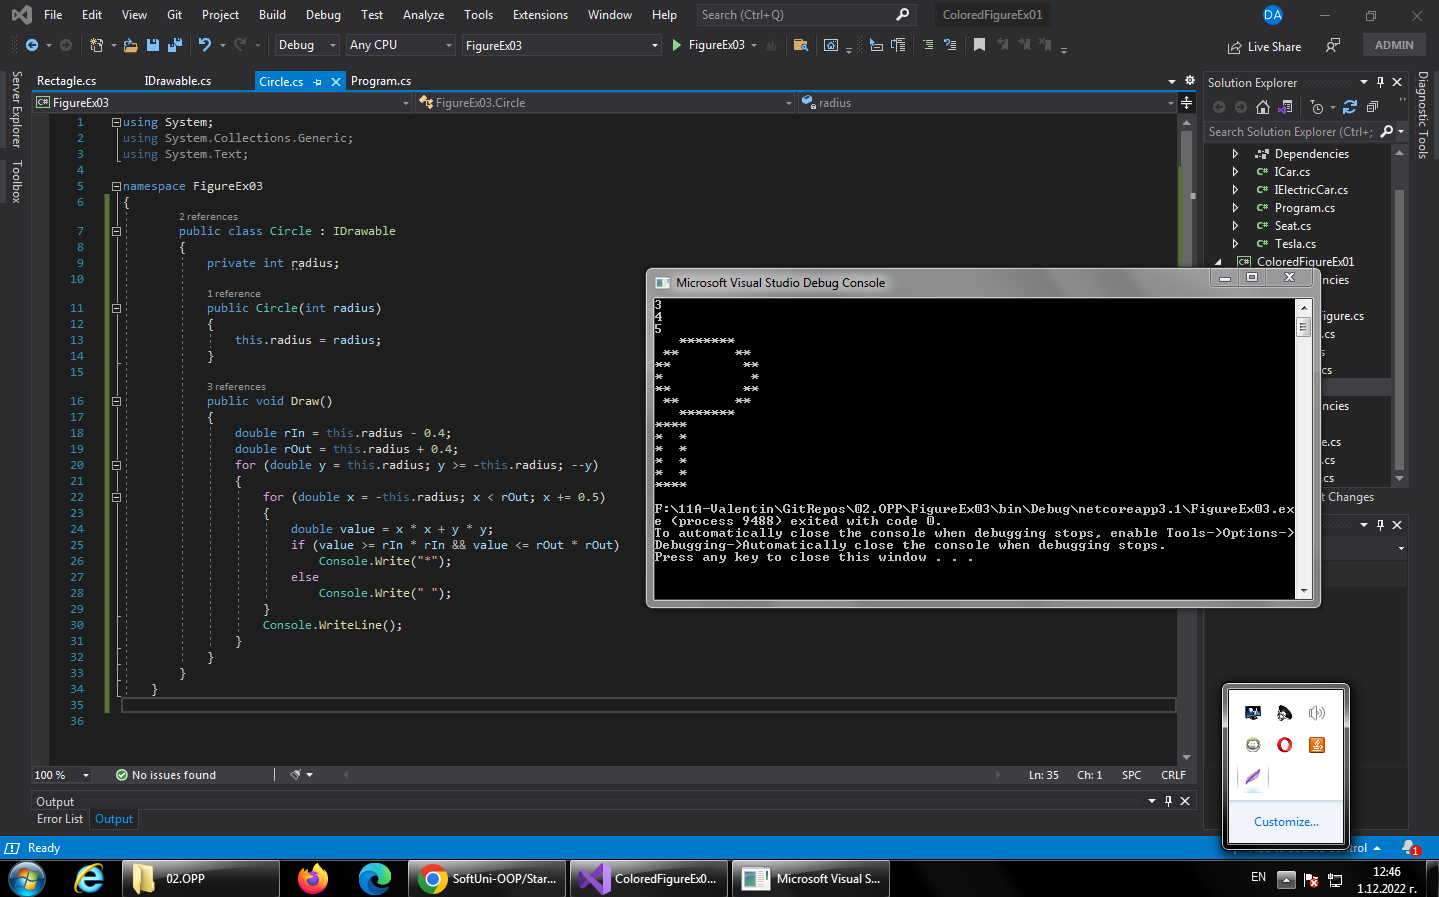 File Edit View Git Project Build Debug Test Analyze Tools Extensions Window Help Search (Ctrl+Q) ColoredFigureEx01 DA
Debug Any CPU FigureEx03 FigureEx03 Live Share ADMIN
Server Explorer
Toolbox
Rectagle.cs IDrawable.cs Circle.cs Program.cs
FigureEx03 FigureEx03.Circle radius
1 using System;
2 using System.Collections.Generic;
3 using System.Text;
4
5 namespace FigureEx03
6 {
2 references
7 public class Circle : IDrawable
8 {
9 private int radius;
10
1 reference
11 public Circle(int radius)
12 {
13 this.radius = radius;
14 }
15
3 references
16 public void Draw()
17 {
18 double rIn = this.radius - 0.4;
19 double rOut = this.radius + 0.4;
20 for (double y = this.radius; y >= -this.radius; --y)
21 {
22 for (double x = -this.radius; x < rOut; x += 0.5)
23 {
24 double value = x * x + y * y;
25 if (value >= rIn * rIn && value <= rOut * rOut)
26 Console.Write("*");
27 else
28 Console.Write(" ");
29 }
30 Console.WriteLine();
31 }
32 }
33 }
34 }
35
36
100 % No issues found Ln: 35 Ch: 1 SPC CRLF
Output
Error List Output
Ready
Microsoft Visual Studio Debug Console
3
4
5
   *******
 **       **
**         **
*           *
**         **
 **       **
   *******
****
*  *
*  *
*  *
*  *
****
F:\11A-Valentin\GitRepos\02.OPP\FigureEx03\bin\Debug\netcoreapp3.1\FigureEx03.ex
e (process 9488) exited with code 0.
To automatically close the console when debugging stops, enable Tools->Options->
Debugging->Automatically close the console when debugging stops.
Press any key to close this window . . .
Solution Explorer
Search Solution Explorer (Ctrl+;
Dependencies
ICar.cs
IElectricCar.cs
Program.cs
Seat.cs
Tesla.cs
ColoredFigureEx01
encies
igure.cs
.cs
s
cs
encies
e.cs
.cs
cs
t Changes
Diagnostic Tools
Customize...
1
02.OPP SoftUni-OOP/Star... ColoredFigureEx0... Microsoft Visual S...
EN
12:46
1.12.2022 г.